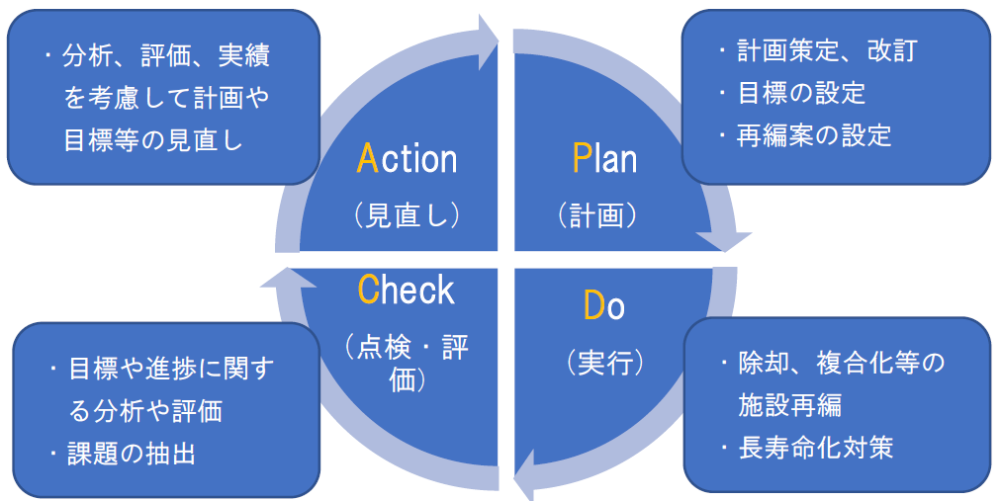 ・分析、評価、実績
を考慮して計画や
目標等の見直し
Action
（見直し）
Plan
（計画）
・計画策定、改訂
・目標の設定
・再編案の設定
Check
（点検・評
価）
Do
（実行）
・目標や進捗に関す
る分析や評価
・課題の抽出
・除却、複合化等の
施設再編
・長寿命化対策